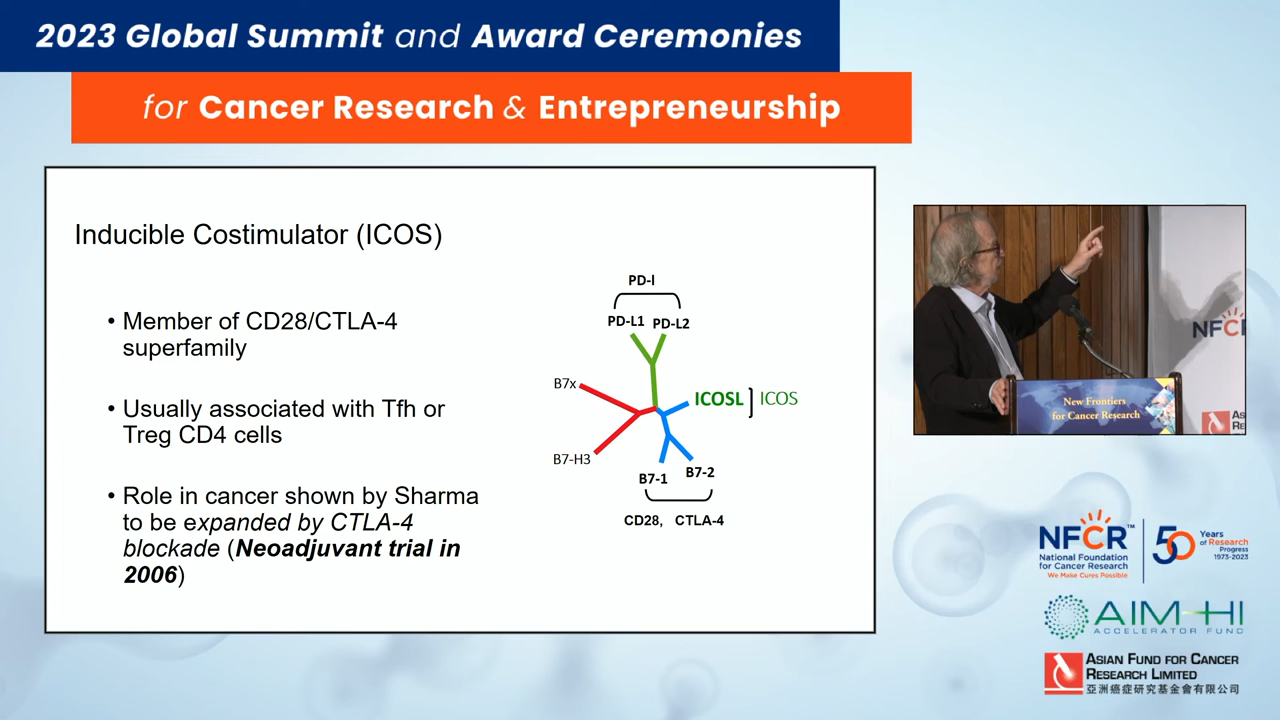 2023 Global Summit and Award Ceremonies
for Cancer Research & Entrepreneurship
Inducible Costimulator (ICOS)
• Member of CD28/CTLA-4
superfamily
• Usually associated with Tfh or
Treg CD4 cells
• Role in cancer shown by Sharma
to be expanded by CTLA-4
blockade (Neoadjuvant trial in
2006)
PD-I
PD-L1 PD-L2
B7x
ICOSL ICOS
B7-H3
B7-1 B7-2
CD28, CTLA-4
NFCR
New Frontiers
for Cancer Research
NFCR™
National Foundation
for Cancer Research
We Make Cures Possible
50 Years
of Research
Progress
1973-2023
AIM-HI
ACCELERATOR FUND
ASIAN FUND FOR CANCER
RESEARCH LIMITED
亞洲癌症研究基金會有限公司